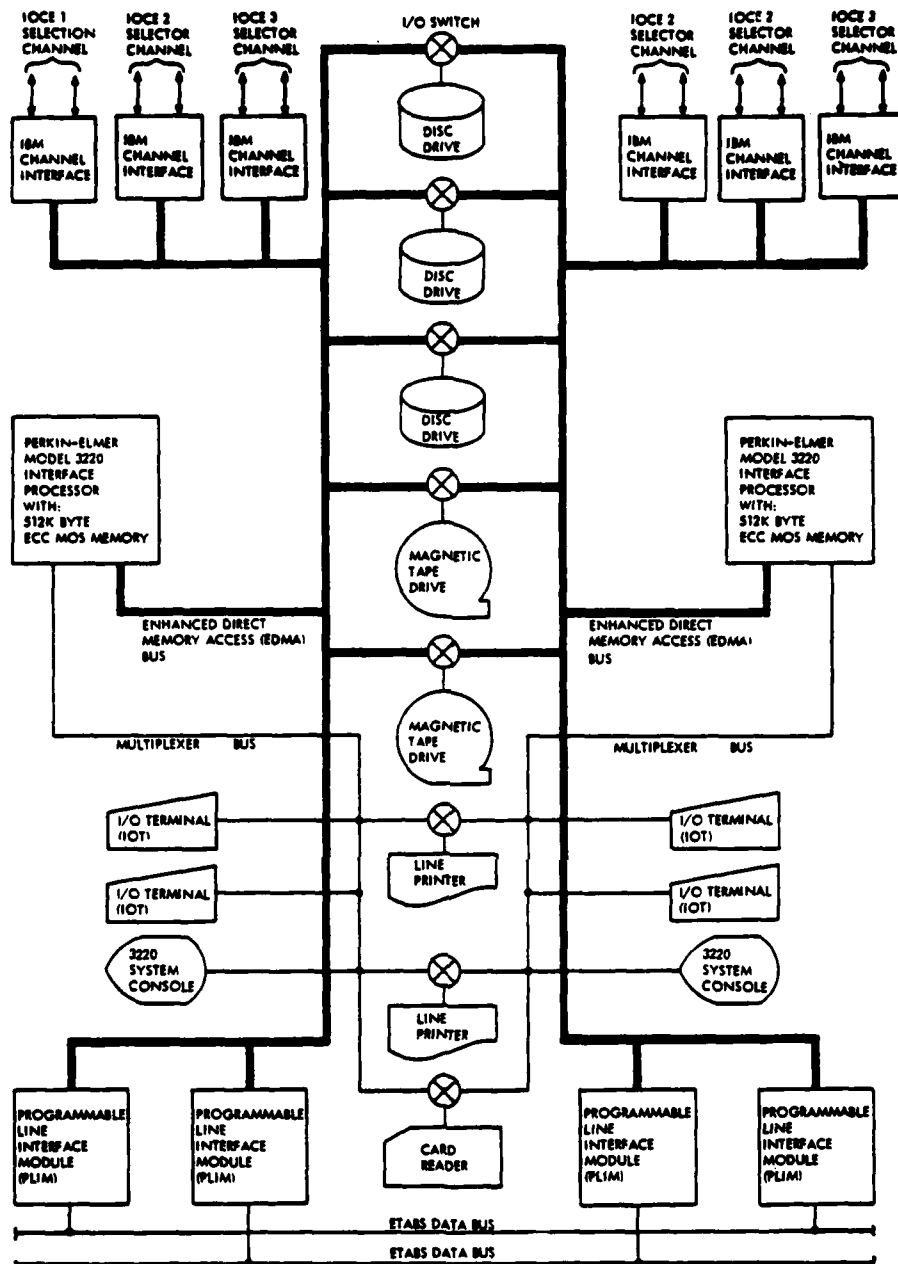 IOCE 1
SELECTION
CHANNEL
IOCE 2
SELECTOR
CHANNEL
IOCE 3
SELECTOR
CHANNEL
I/O SWITCH
IOCE 2
SELECTOR
CHANNEL
IOCE 2
SELECTOR
CHANNEL
IOCE 3
SELECTOR
CHANNEL
IBM
CHANNEL
INTERFACE
IBM
CHANNEL
INTERFACE
IBM
CHANNEL
INTERFACE
DISC
DRIVE
IBM
CHANNEL
INTERFACE
IBM
CHANNEL
INTERFACE
IBM
CHANNEL
INTERFACE
DISC
DRIVE
DISC
DRIVE
PERKIN-ELMER
MODEL 3220
INTERFACE
PROCESSOR
WITH:
512K BYTE
ECC MOS MEMORY
PERKIN-ELMER
MODEL 3220
INTERFACE
PROCESSOR
WITH:
512K BYTE
ECC MOS MEMORY
MAGNETIC
TAPE
DRIVE
ENHANCED DIRECT
MEMORY ACCESS (EDMA)
BUS
ENHANCED DIRECT
MEMORY ACCESS (EDMA)
BUS
MAGNETIC
TAPE
DRIVE
MULTIPLEXER BUS
MULTIPLEXER BUS
I/O TERMINAL
(IOT)
LINE
PRINTER
I/O TERMINAL
(IOT)
I/O TERMINAL
(IOT)
I/O TERMINAL
(IOT)
3220
SYSTEM
CONSOLE
LINE
PRINTER
3220
SYSTEM
CONSOLE
PROGRAMMABLE
LINE
INTERFACE
MODULE
(PLIM)
PROGRAMMABLE
LINE
INTERFACE
MODULE
(PLIM)
CARD
READER
PROGRAMMABLE
LINE
INTERFACE
MODULE
(PLIM)
PROGRAMMABLE
LINE
INTERFACE
MODULE
(PLIM)
ETABS DATA BUS
ETABS DATA BUS